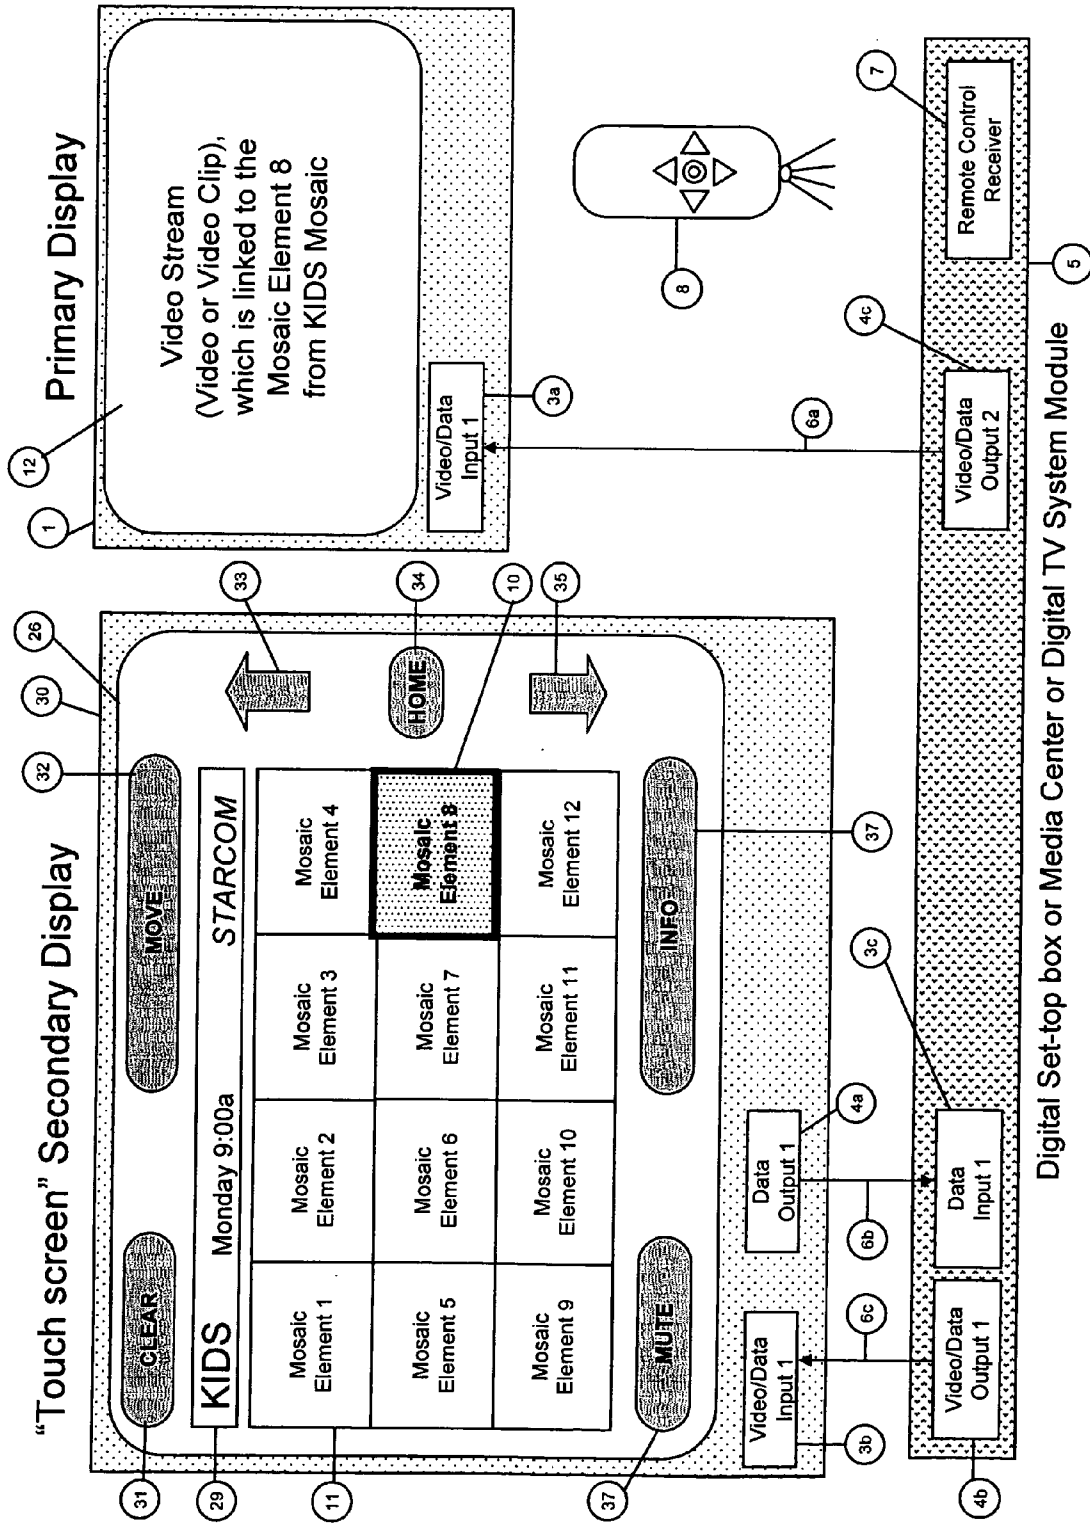 "Touch screen" Secondary Display
Primary Display
31
32
30
26
1
12
CLEAR
MOVE
29
KIDS Monday 9:00a STARCOM
33
11
Mosaic
Element 1
Mosaic
Element 2
Mosaic
Element 3
Mosaic
Element 4
Mosaic
Element 5
Mosaic
Element 6
Mosaic
Element 7
Mosaic
Element 8
Mosaic
Element 9
Mosaic
Element 10
Mosaic
Element 11
Mosaic
Element 12
HOME
34
10
35
37
MUTE
INFO
37
Video Stream
(Video or Video Clip),
which is linked to the
Mosaic Element 8
from KIDS Mosaic
Video/Data
Input 1
3a
8
3b
Video/Data
Input 1
Data
Output 1
4a
6c
6b
3c
6a
4c
7
4b
Video/Data
Output 1
Data
Input 1
Video/Data
Output 2
Remote Control
Receiver
5
Digital Set-top box or Media Center or Digital TV System Module